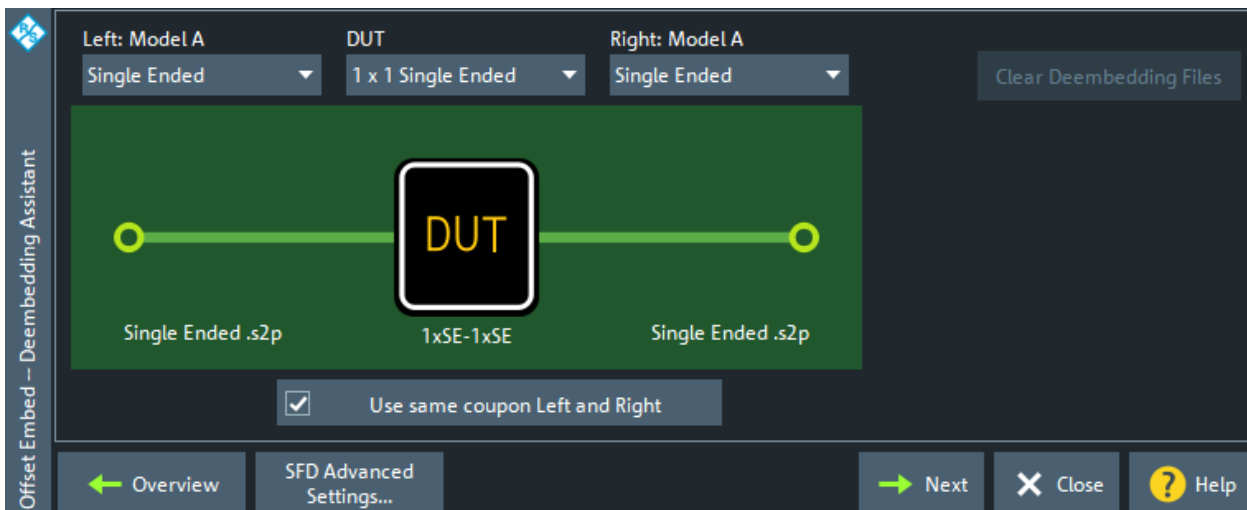 R&S
Offset Embed -- Deembedding Assistant
Left: Model A
DUT
Right: Model A
Single Ended
1 x 1 Single Ended
Single Ended
Clear Deembedding Files
DUT
Single Ended .s2p
1xSE-1xSE
Single Ended .s2p
Use same coupon Left and Right
Overview
SFD Advanced
Settings...
Next
Close
? Help